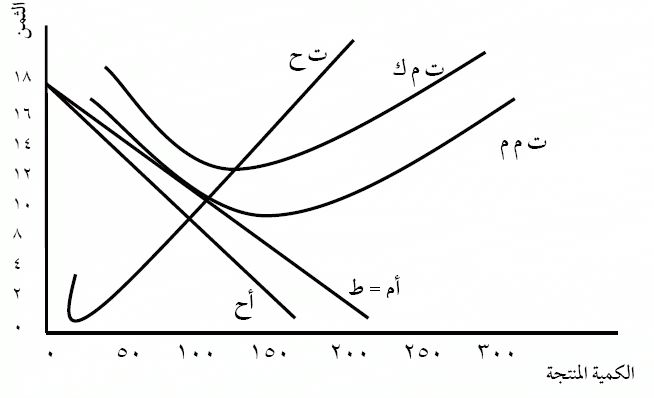 الثمن
ت ح
ت م ك
١٨
١٦
١٤
ت م م
١٢
١٠
٨
٤
أم = ط
٢
أح
٠
٠ ٥٠ ١٠٠ ١٥٠ ٢٠٠ ٢٥٠ ٣٠٠
الكمية المنتجة